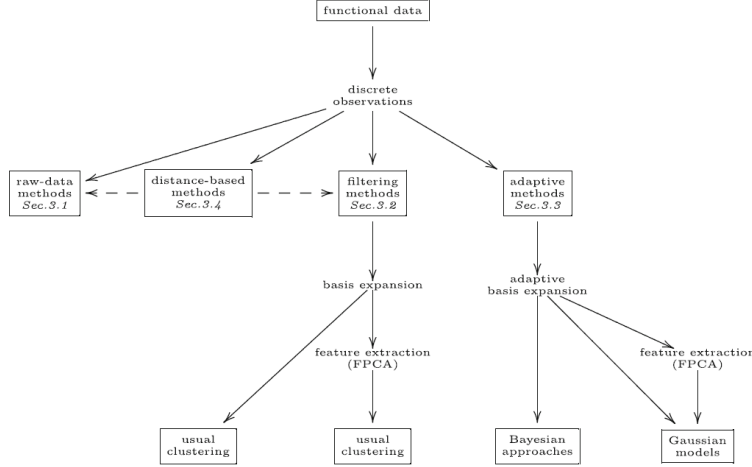 functional data
discrete
observations
raw-data
methods
Sec.3.1
distance-based
methods
Sec.3.4
filtering
methods
Sec.3.2
adaptive
methods
Sec.3.3
basis expansion
adaptive
basis expansion
feature extraction
(FPCA)
feature extraction
(FPCA)
usual
clustering
usual
clustering
Bayesian
approaches
Gaussian
models